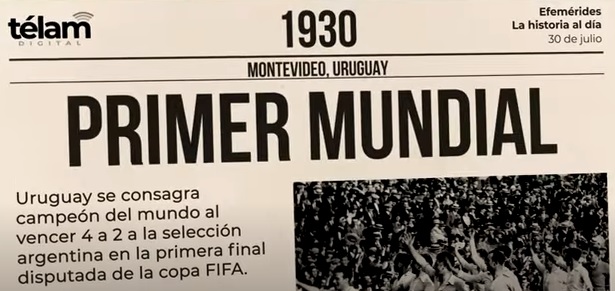 télam
DIGITAL
1930
Efemérides
La historia al día
30 de julio
MONTEVIDEO, URUGUAY
PRIMER MUNDIAL
Uruguay se consagra
campeón del mundo al
vencer 4 a 2 a la selección
argentina en la primera final
disputada de la copa FIFA.